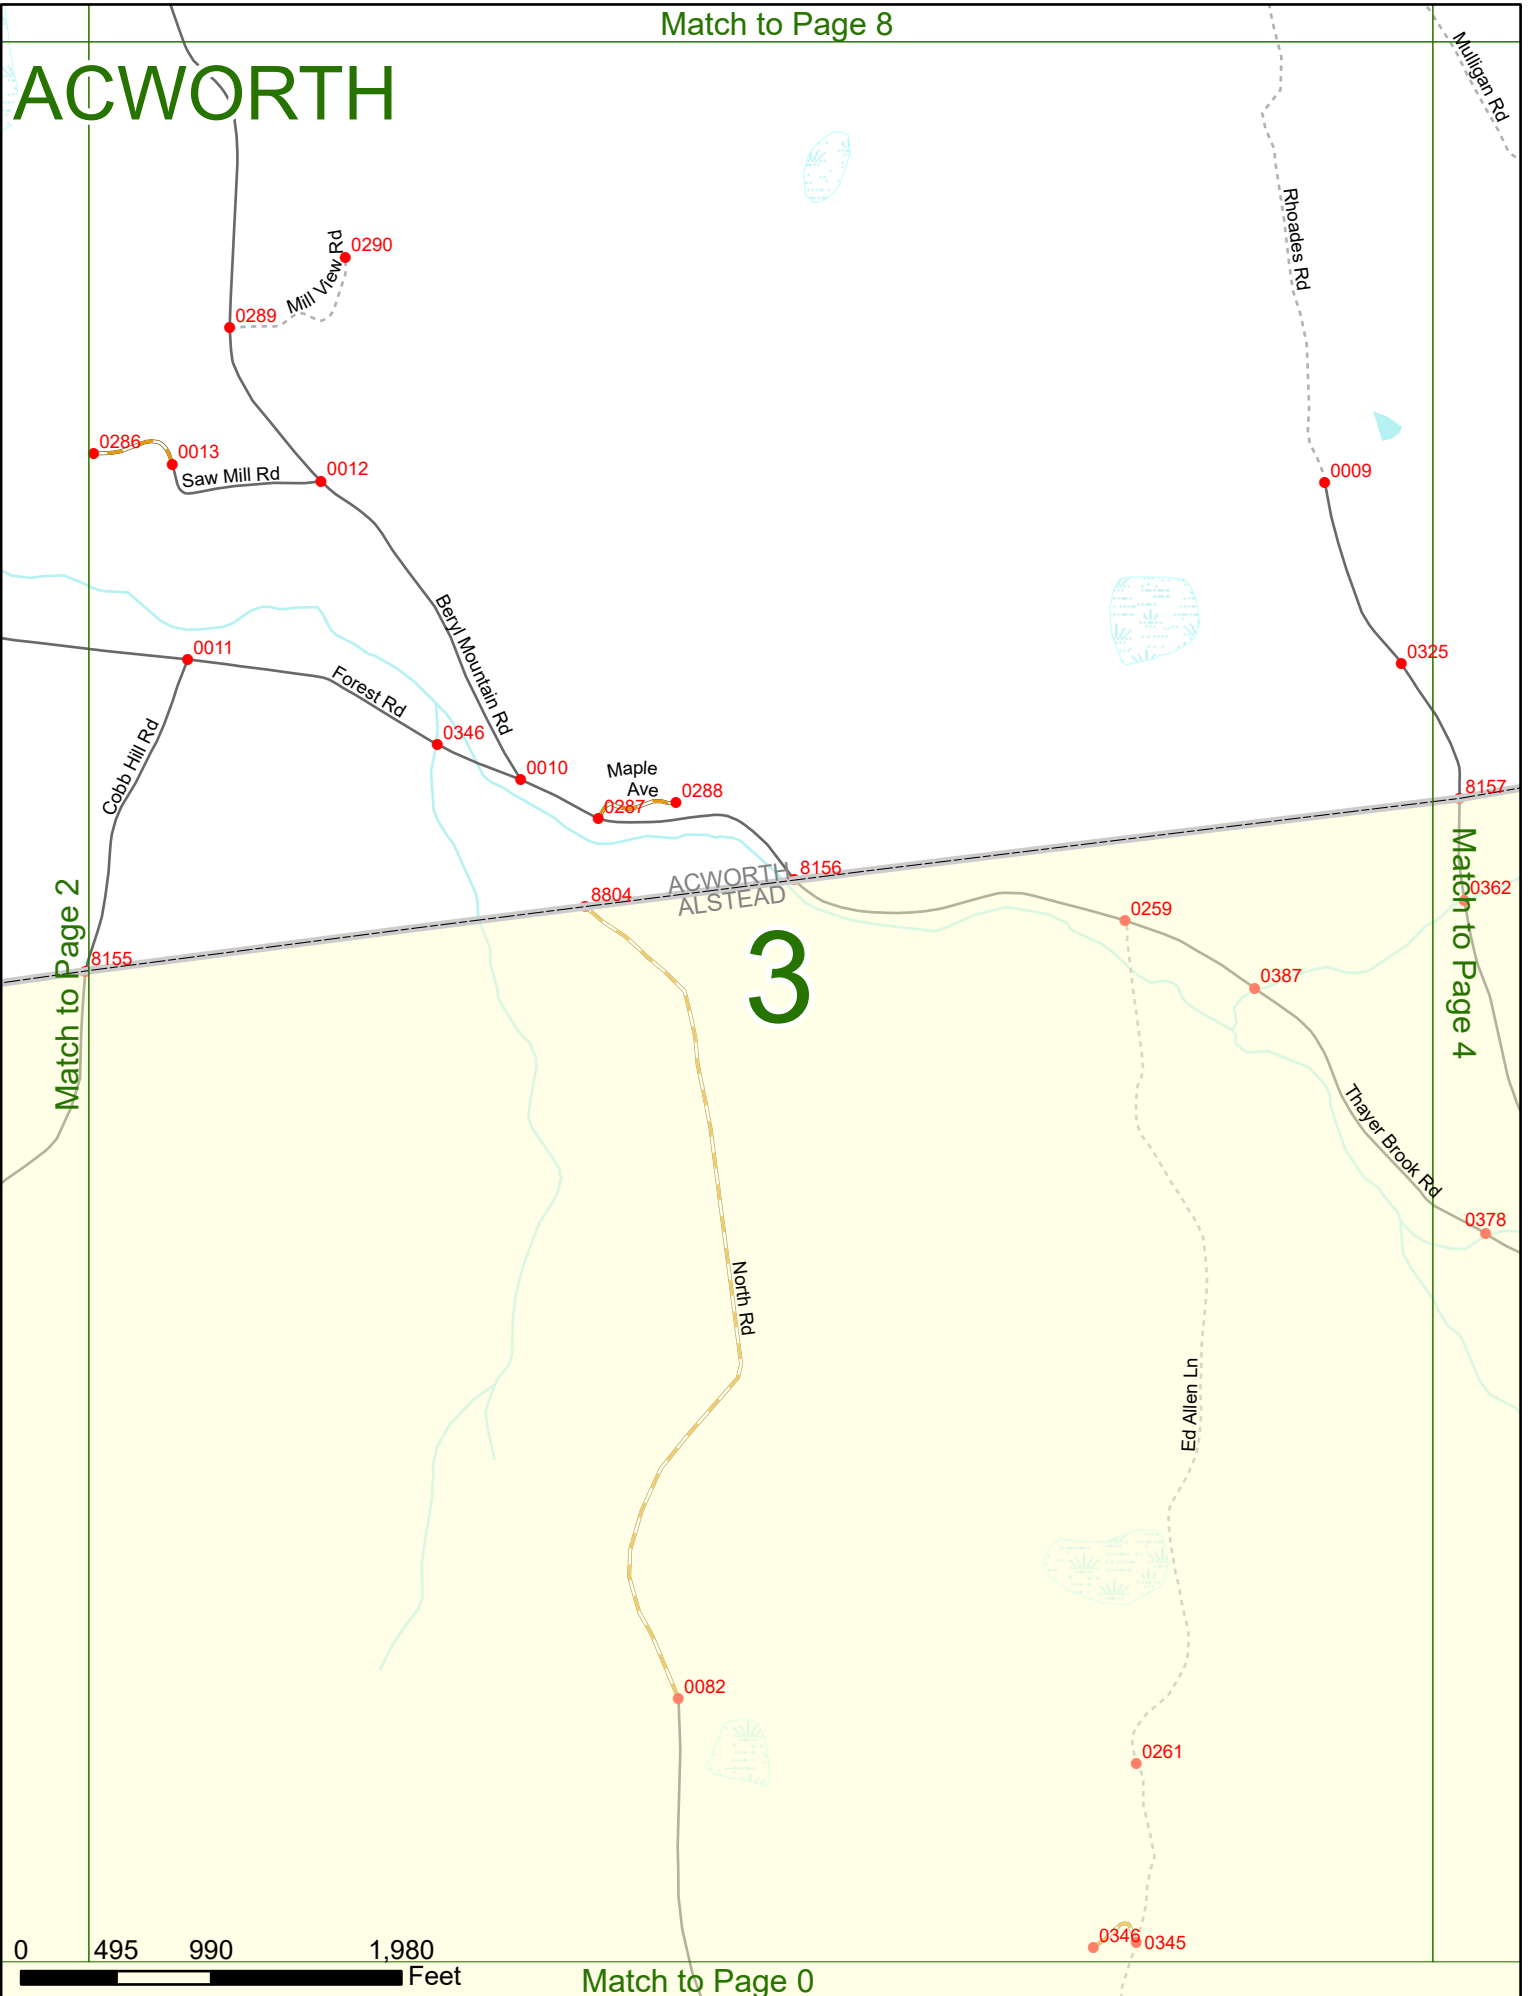 Match to Page 8
ACWORTH
Mulligan Rd
Rhoades Rd
Mill View Rd
0290
0289
0286
0013
Saw Mill Rd
0012
0009
Beryl Mountain Rd
0011
0325
Forest Rd
Cobb Hill Rd
0346
0010
Maple
Ave
0288
0287
8157
8156
ACWORTH
ALSTEAD
8804
0362
0259
8155
3
0387
Match to Page 2
Match to Page 4
Thayer Brook Rd
0378
North Rd
Ed Allen Ln
0082
0261
0346
0345
0 495 990 1,980
Feet
Match to Page 0